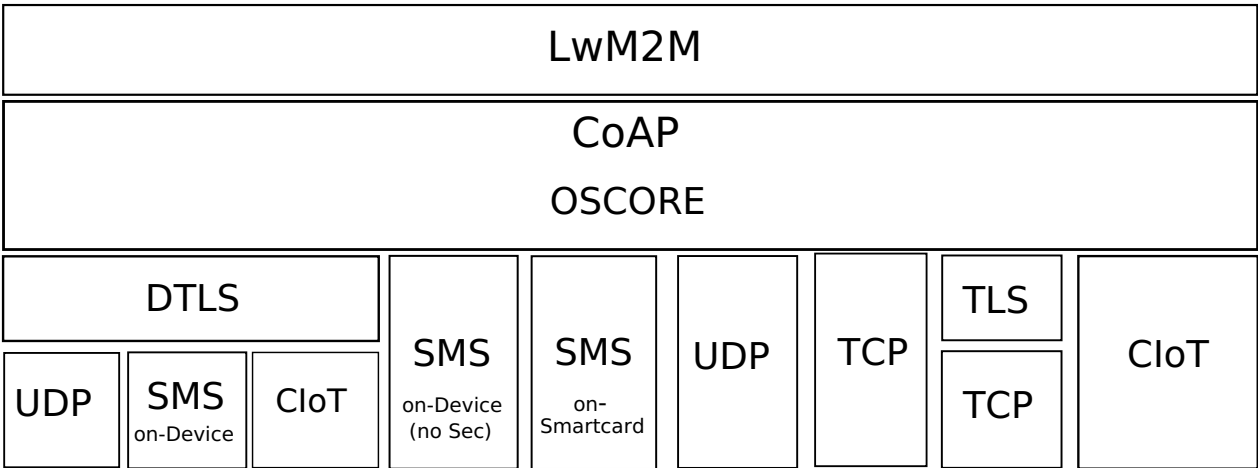 LwM2M
CoAP
OSCORE
DTLS
UDP
SMS
on-Device
CIoT
SMS
on-Device
(no Sec)
SMS
on-
Smartcard
UDP
TCP
TLS
TCP
CIoT